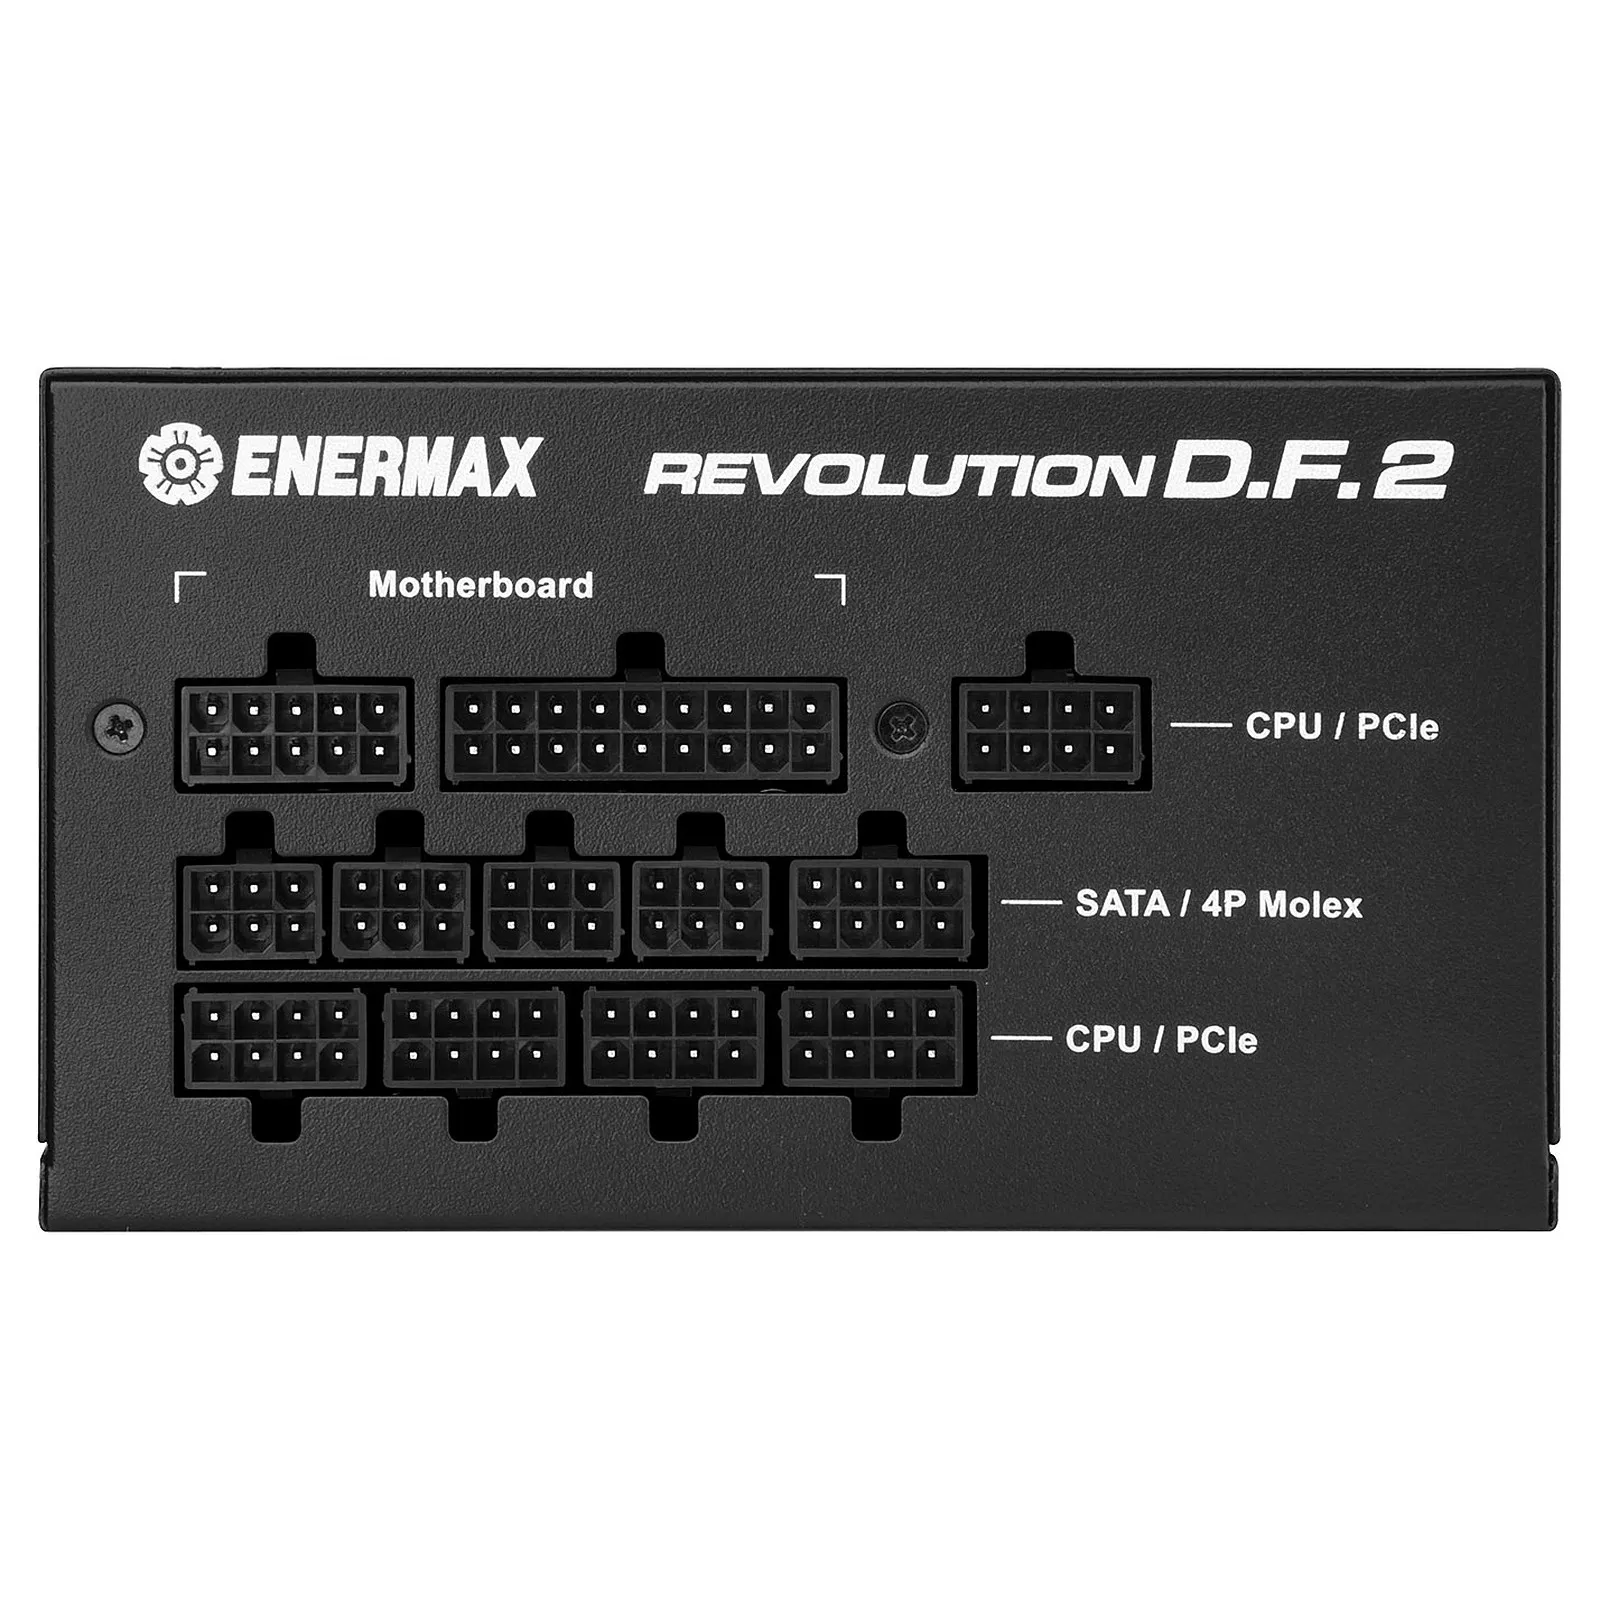 ENERMAX
REVOLUTION D.F.2
Motherboard
CPU / PCIe
SATA / 4P Molex
CPU / PCIe